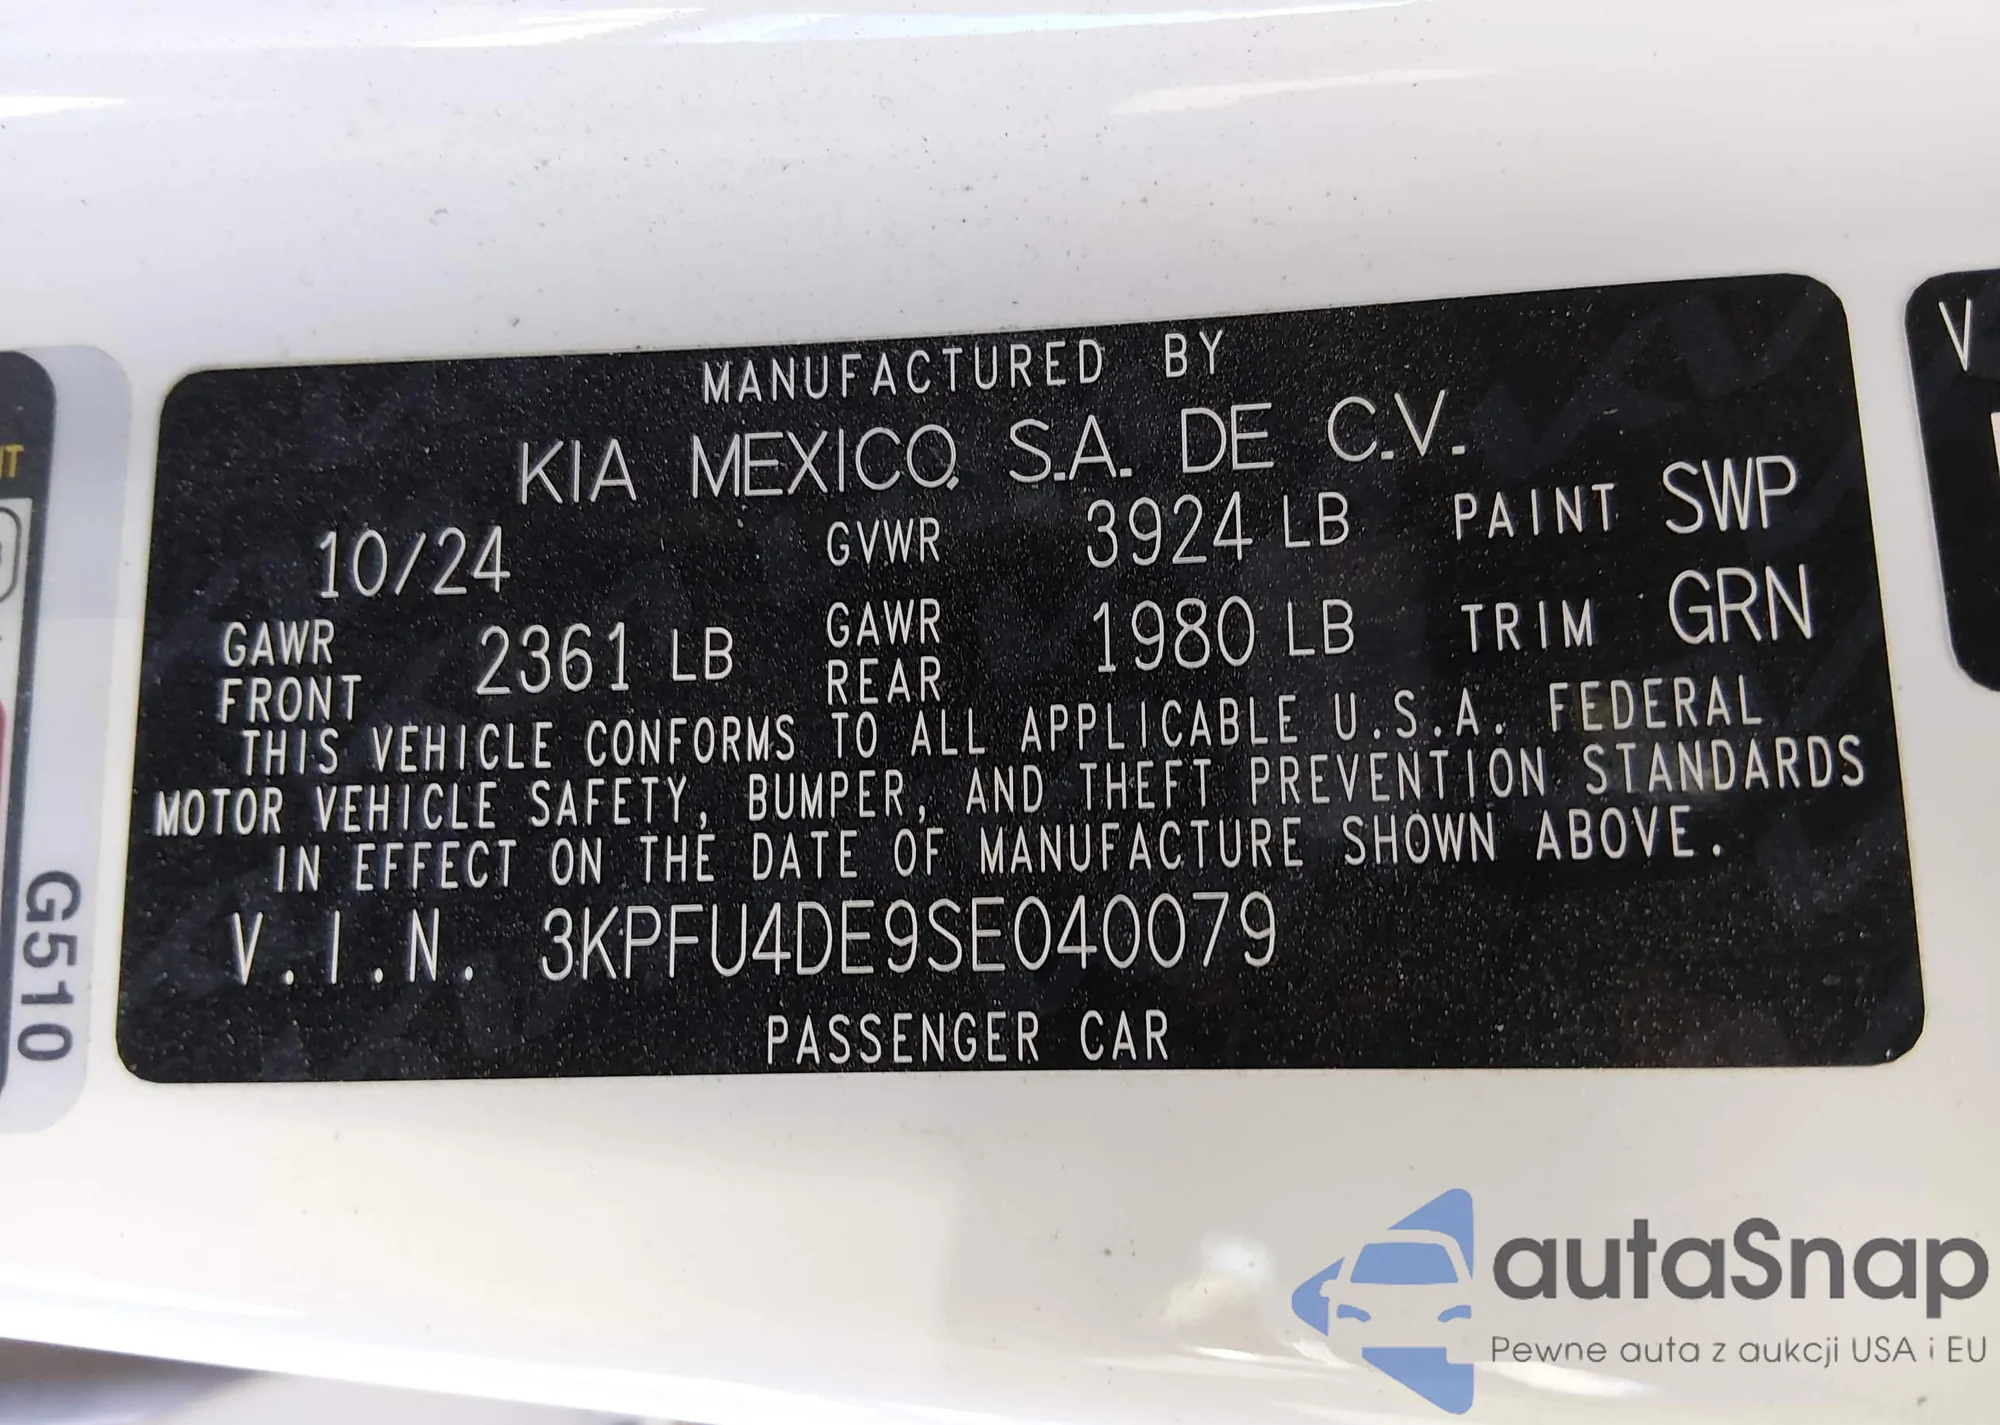 MANUFACTURED BY
KIA MEXICO, S.A. DE C.V.
10/24 GVWR 3924 LB PAINT SWP
GAWR FRONT 2361 LB GAWR REAR 1980 LB TRIM GRN
THIS VEHICLE CONFORMS TO ALL APPLICABLE U.S.A. FEDERAL
MOTOR VEHICLE SAFETY, BUMPER, AND THEFT PREVENTION STANDARDS
IN EFFECT ON THE DATE OF MANUFACTURE SHOWN ABOVE.
V.I.N. 3KPFU4DE9SE040079
PASSENGER CAR
G510
V
autaSnap
Pewne auta z aukcji USA i EU